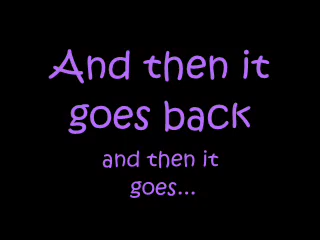 And then it
goes back
and then it
goes...